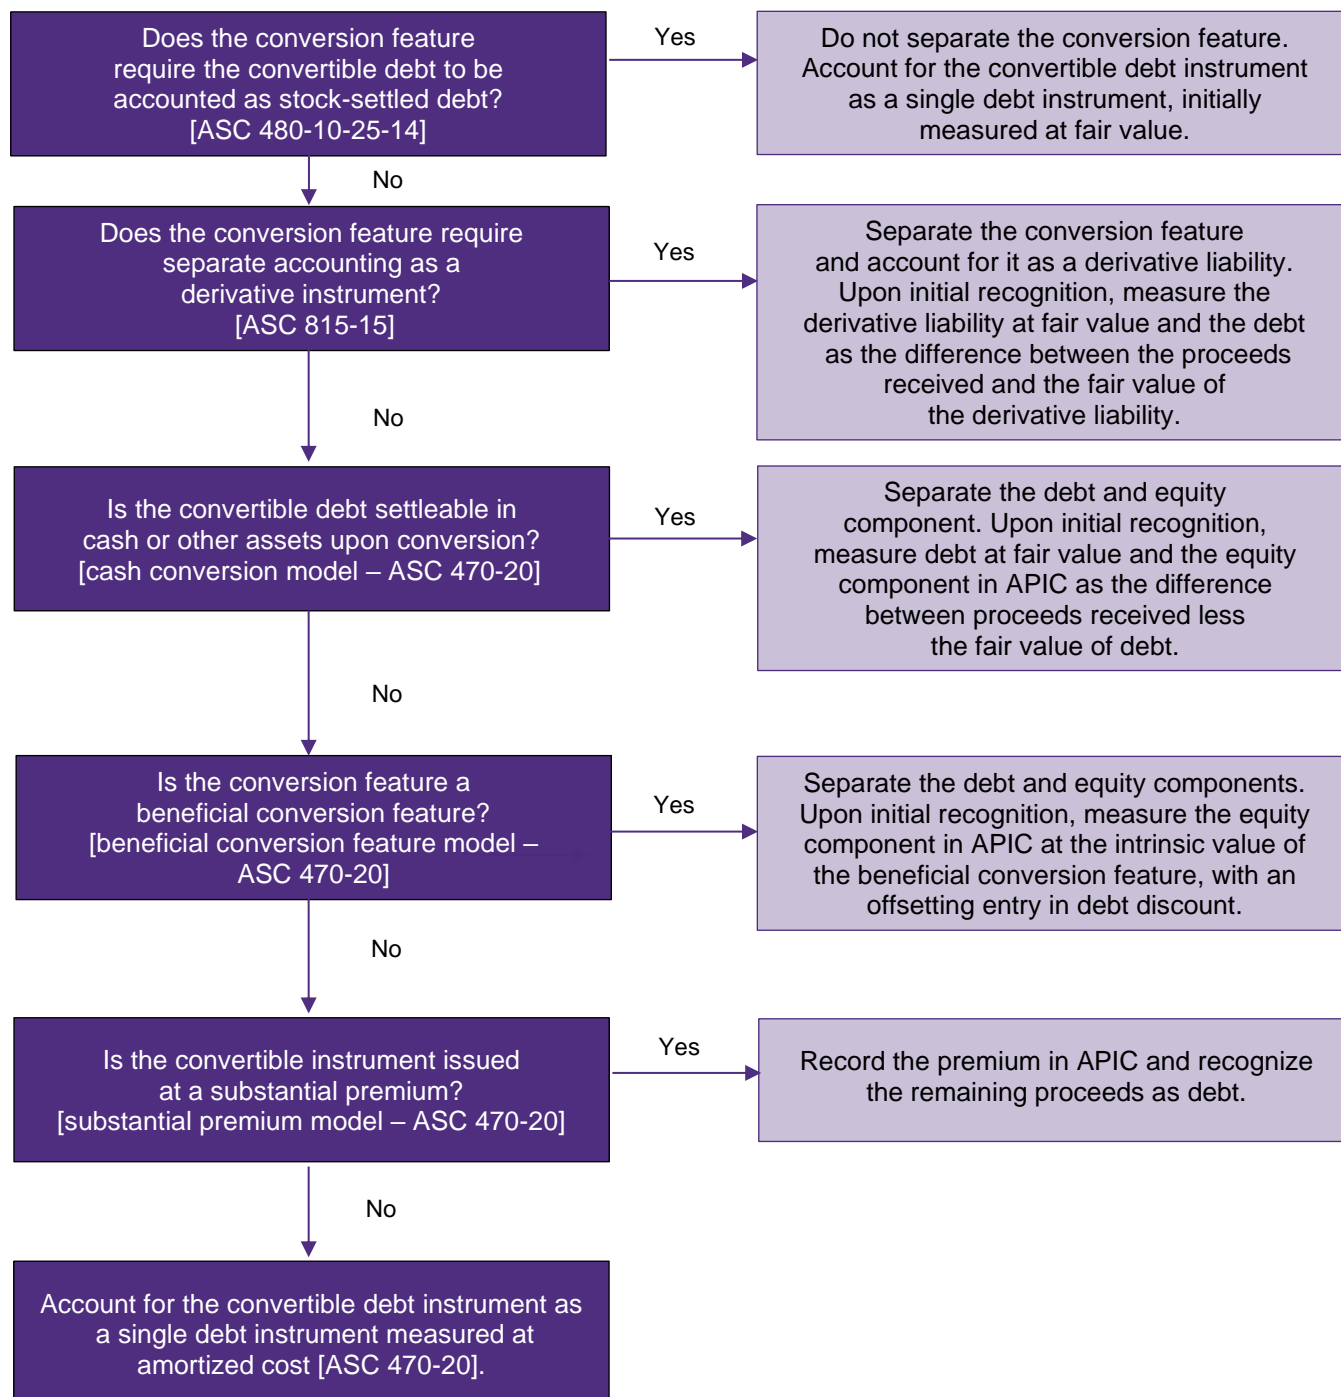 Does the conversion feature
require the convertible debt to be
accounted as stock-settled debt?
[ASC 480-10-25-14]
Yes
Do not separate the conversion feature.
Account for the convertible debt instrument
as a single debt instrument, initially
measured at fair value.
No
Does the conversion feature require
separate accounting as a
derivative instrument?
[ASC 815-15]
Yes
Separate the conversion feature
and account for it as a derivative liability.
Upon initial recognition, measure the
derivative liability at fair value and the debt
as the difference between the proceeds
received and the fair value of
the derivative liability.
No
Is the convertible debt settleable in
cash or other assets upon conversion?
[cash conversion model – ASC 470-20]
Yes
Separate the debt and equity
component. Upon initial recognition,
measure debt at fair value and the equity
component in APIC as the difference
between proceeds received less
the fair value of debt.
No
Is the conversion feature a
beneficial conversion feature?
[beneficial conversion feature model –
ASC 470-20]
Yes
Separate the debt and equity components.
Upon initial recognition, measure the equity
component in APIC at the intrinsic value of
the beneficial conversion feature, with an
offsetting entry in debt discount.
No
Is the convertible instrument issued
at a substantial premium?
[substantial premium model – ASC 470-20]
Yes
Record the premium in APIC and recognize
the remaining proceeds as debt.
No
Account for the convertible debt instrument as
a single debt instrument measured at
amortized cost [ASC 470-20].